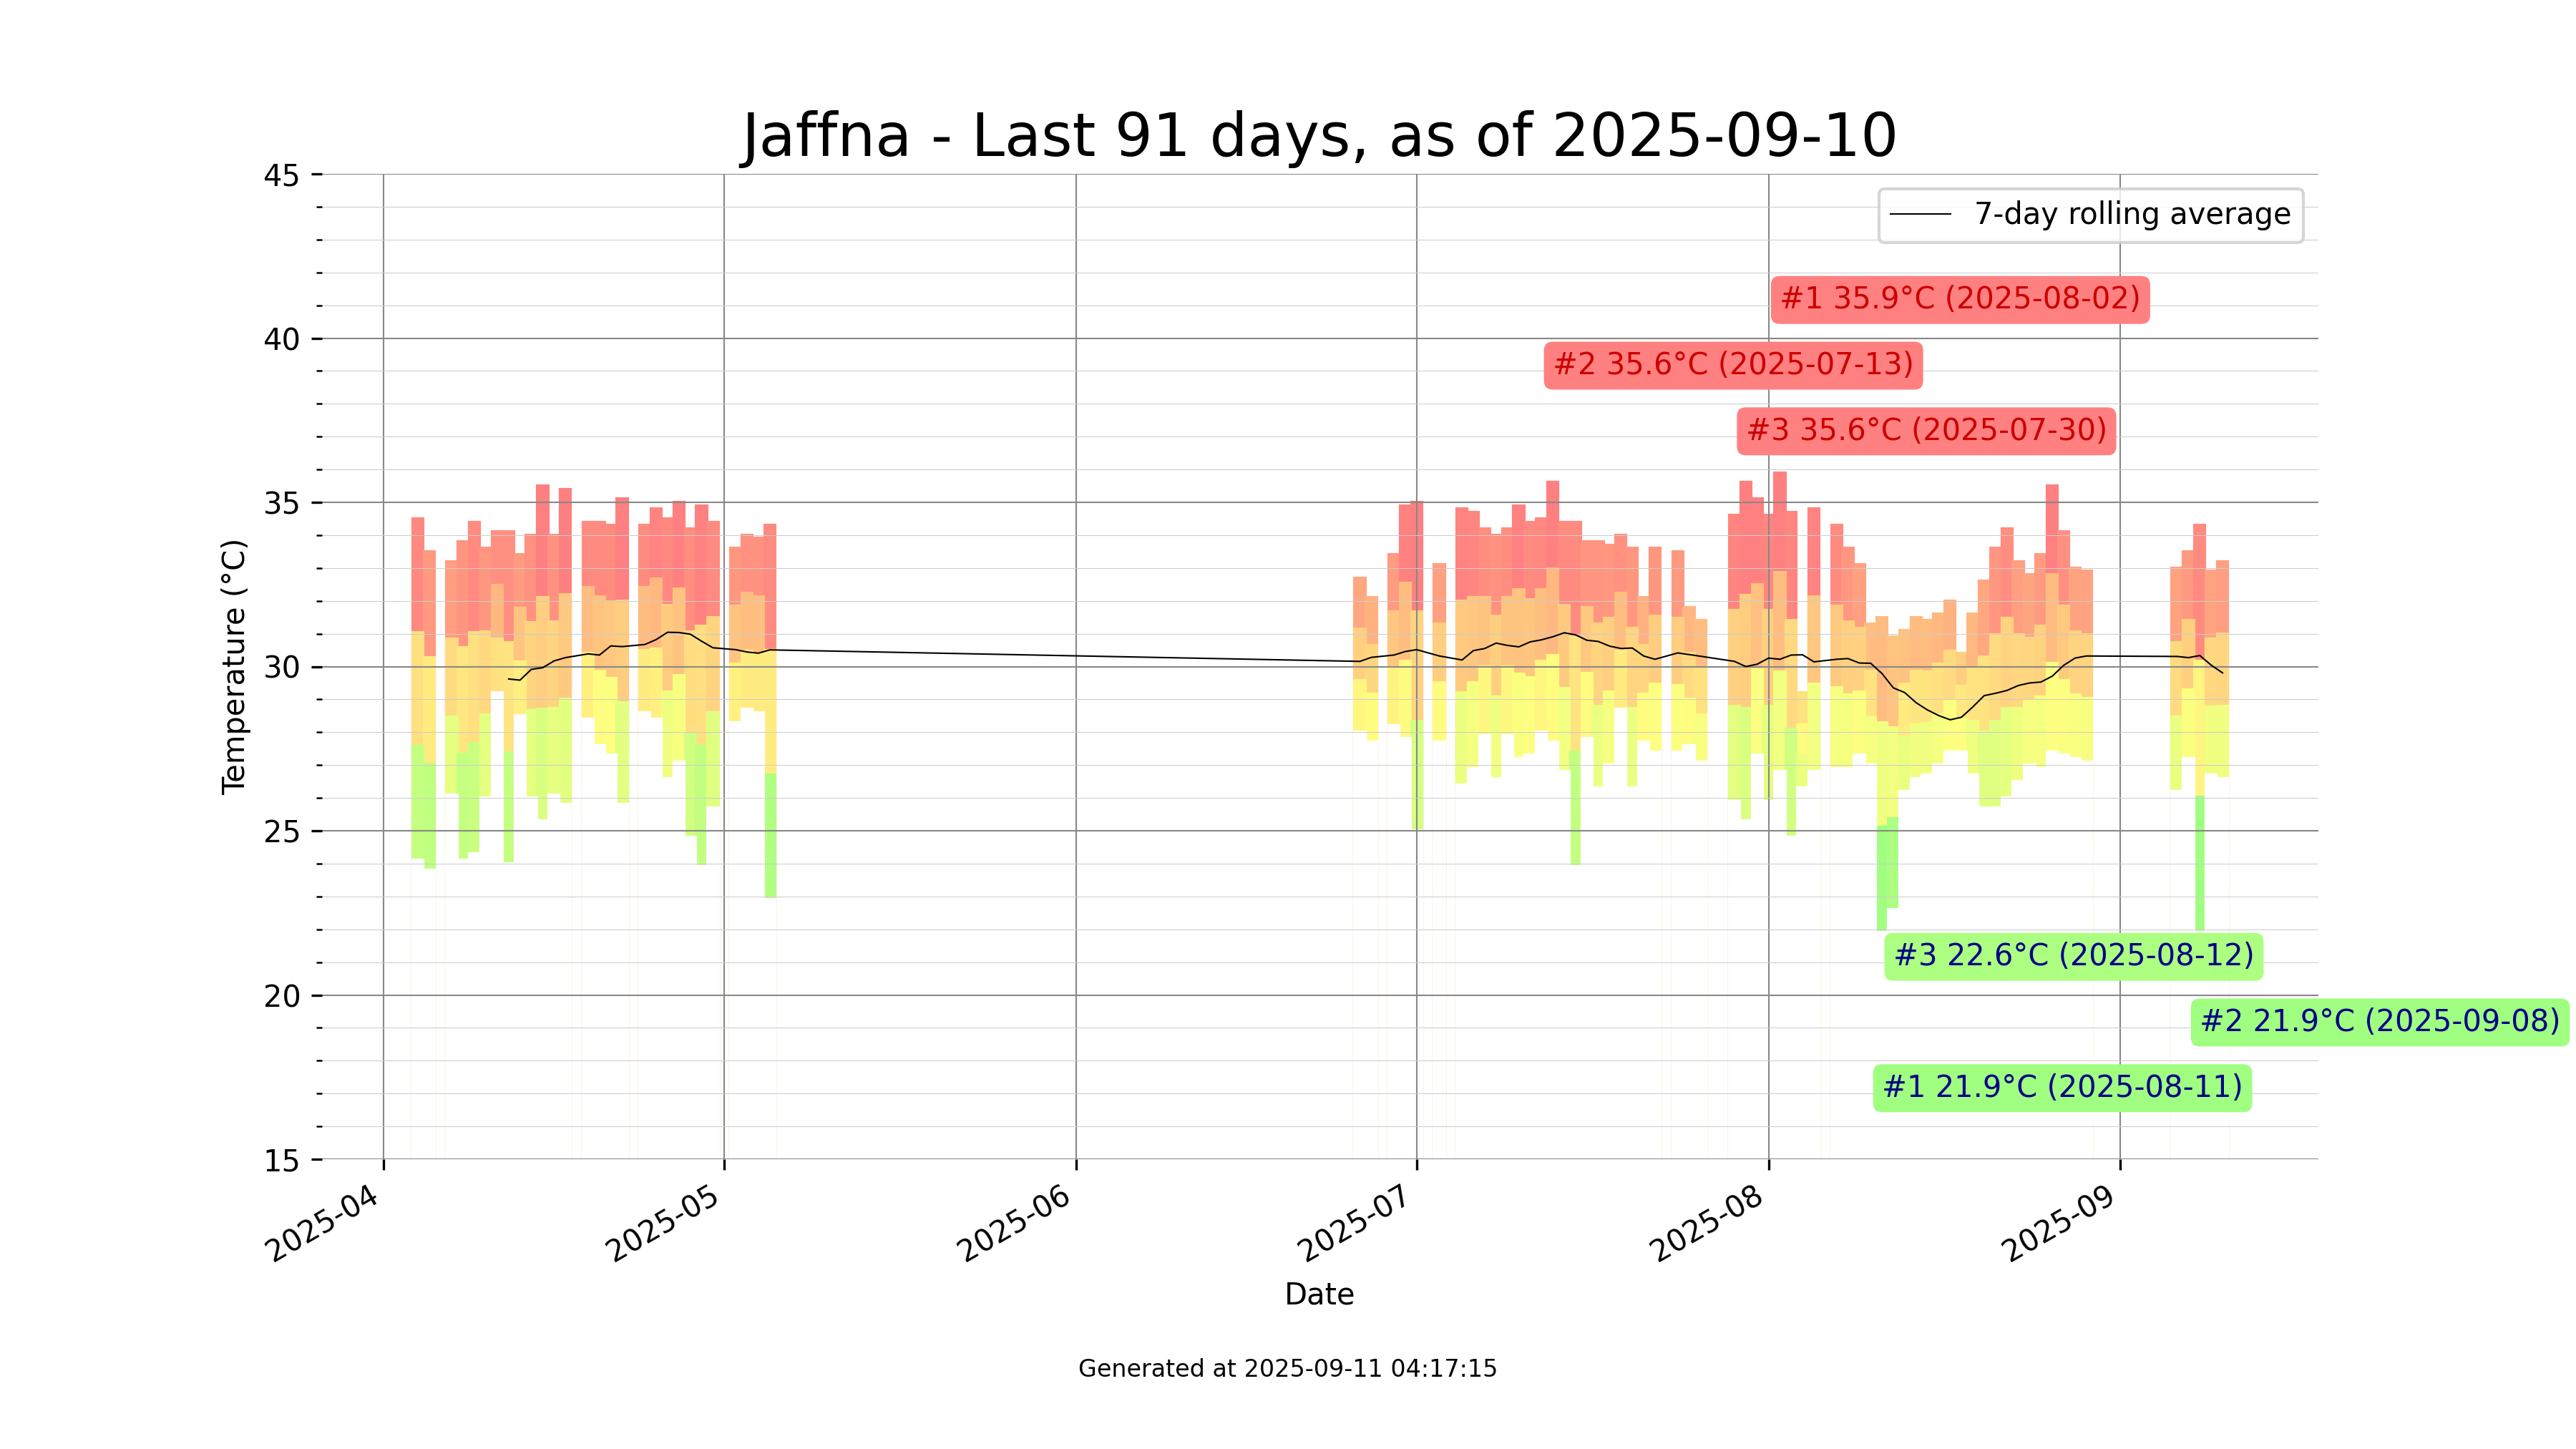 Jaffna - Last 91 days, as of 2025-09-10
45
40
35
30
25
20
15
Temperature (°C)
7-day rolling average
#1 35.9°C (2025-08-02)
#2 35.6°C (2025-07-13)
#3 35.6°C (2025-07-30)
#3 22.6°C (2025-08-12)
#2 21.9°C (2025-09-08)
#1 21.9°C (2025-08-11)
2025-04
2025-05
2025-06
2025-07
2025-08
2025-09
Date
Generated at 2025-09-11 04:17:15